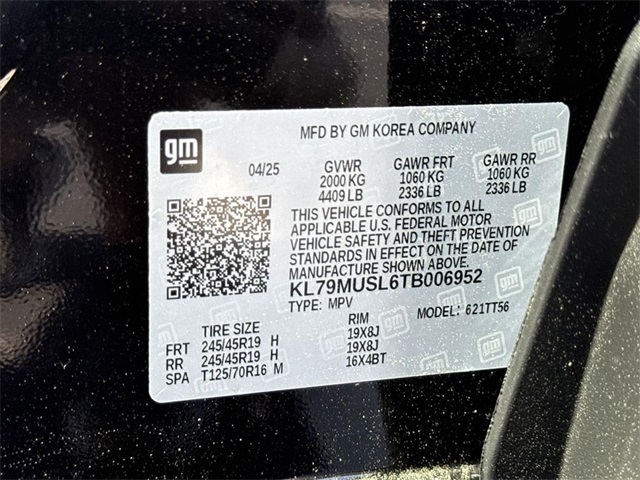 gm
MFD BY GM KOREA COMPANY
04/25 GVWR GAWR FRT GAWR RR
2000 KG 1060 KG 1060 KG
4409 LB 2336 LB 2336 LB
THIS VEHICLE CONFORMS TO ALL
APPLICABLE U.S. FEDERAL MOTOR
VEHICLE SAFETY AND THEFT PREVENTION
STANDARDS IN EFFECT ON THE DATE OF
MANUFACTURE SHOWN ABOVE.
KL79MUSL6TB006952
TYPE: MPV MODEL: 621TT56
TIRE SIZE RIM
FRT 245/45R19 H 19X8J
RR 245/45R19 H 19X8J
SPA T125/70R16 M 16X4BT